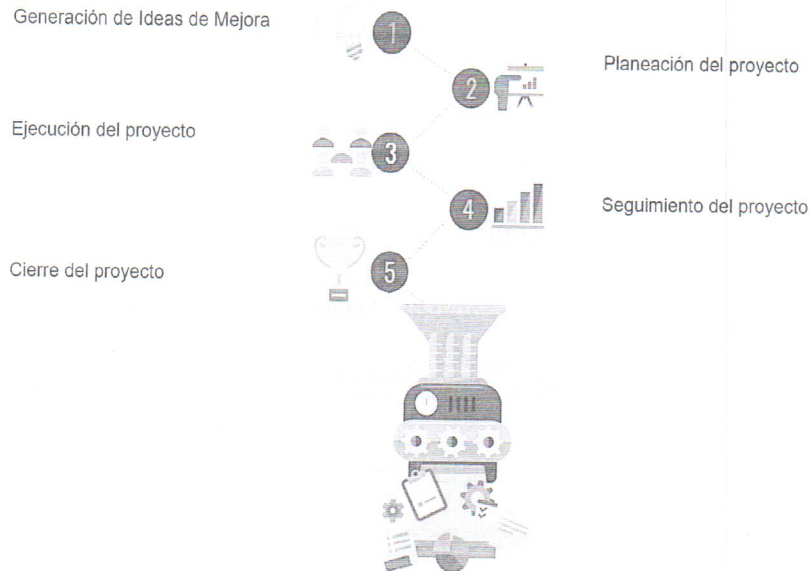 Generación de Ideas de Mejora
1
2
Planeación del proyecto
Ejecución del proyecto
3
4
Seguimiento del proyecto
Cierre del proyecto
5